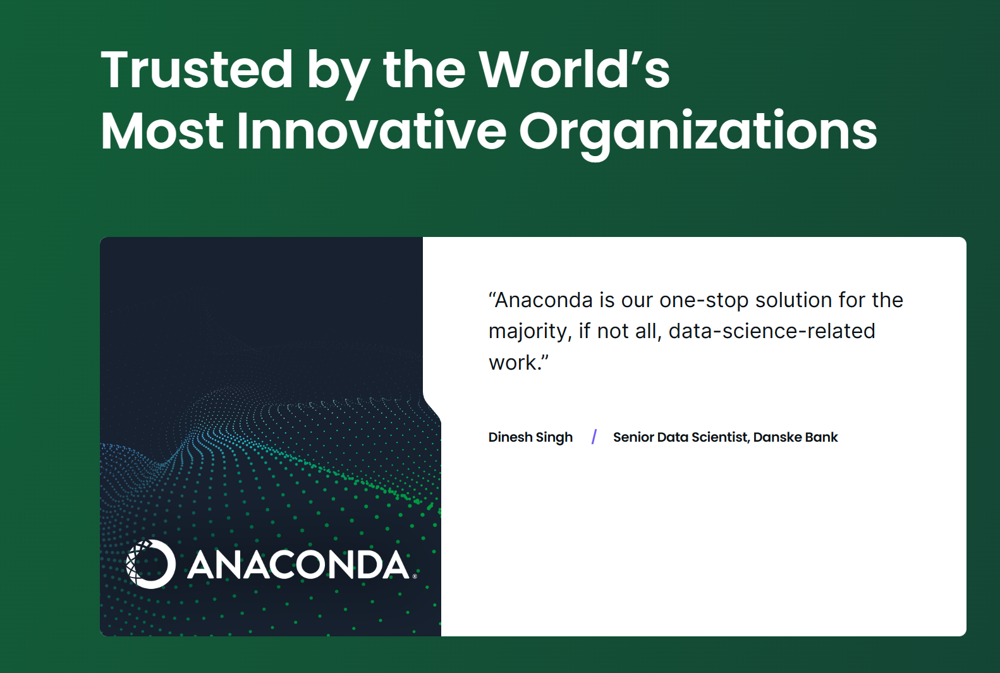 Trusted by the World’s
Most Innovative Organizations
“Anaconda is our one-stop solution for the
majority, if not all, data-science-related
work.”
Dinesh Singh / Senior Data Scientist, Danske Bank
ANACONDA®